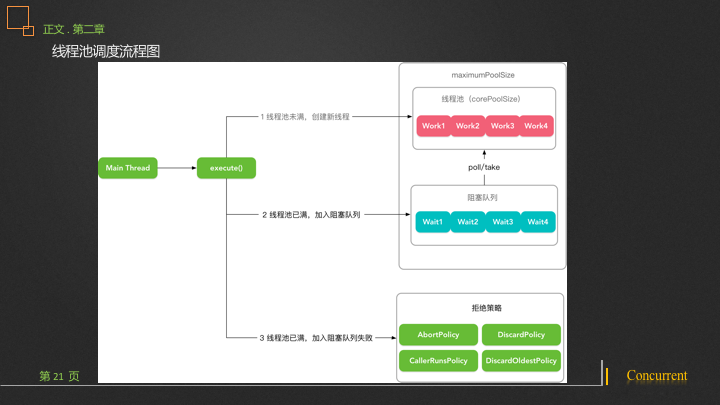 正文 . 第二章
线程池调度流程图
maximumPoolSize
线程池（corePoolSize）
1 线程池未满，创建新线程
Work1 Work2 Work3 Work4
Main Thread
execute()
poll/take
阻塞队列
2 线程池已满，加入阻塞队列
Wait1 Wait2 Wait3 Wait4
拒绝策略
3 线程池已满，加入阻塞队列失败
AbortPolicy DiscardPolicy
CallerRunsPolicy DiscardOldestPolicy
第 21 页
Concurrent